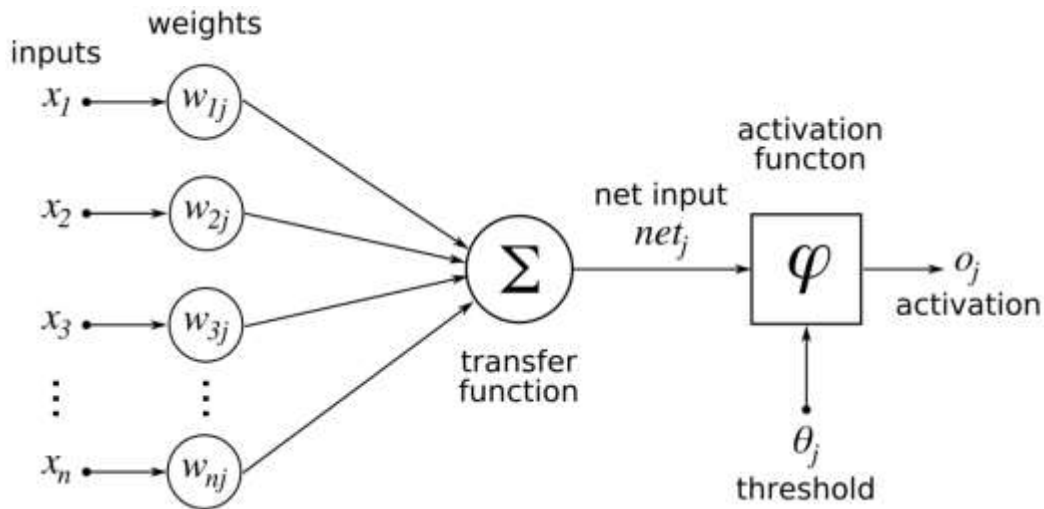 weights
inputs
x1
w1j
x2
w2j
x3
w3j
xn
wnj
Σ
transfer
function
net input
netj
activation
functon
φ
oj
activation
θj
threshold